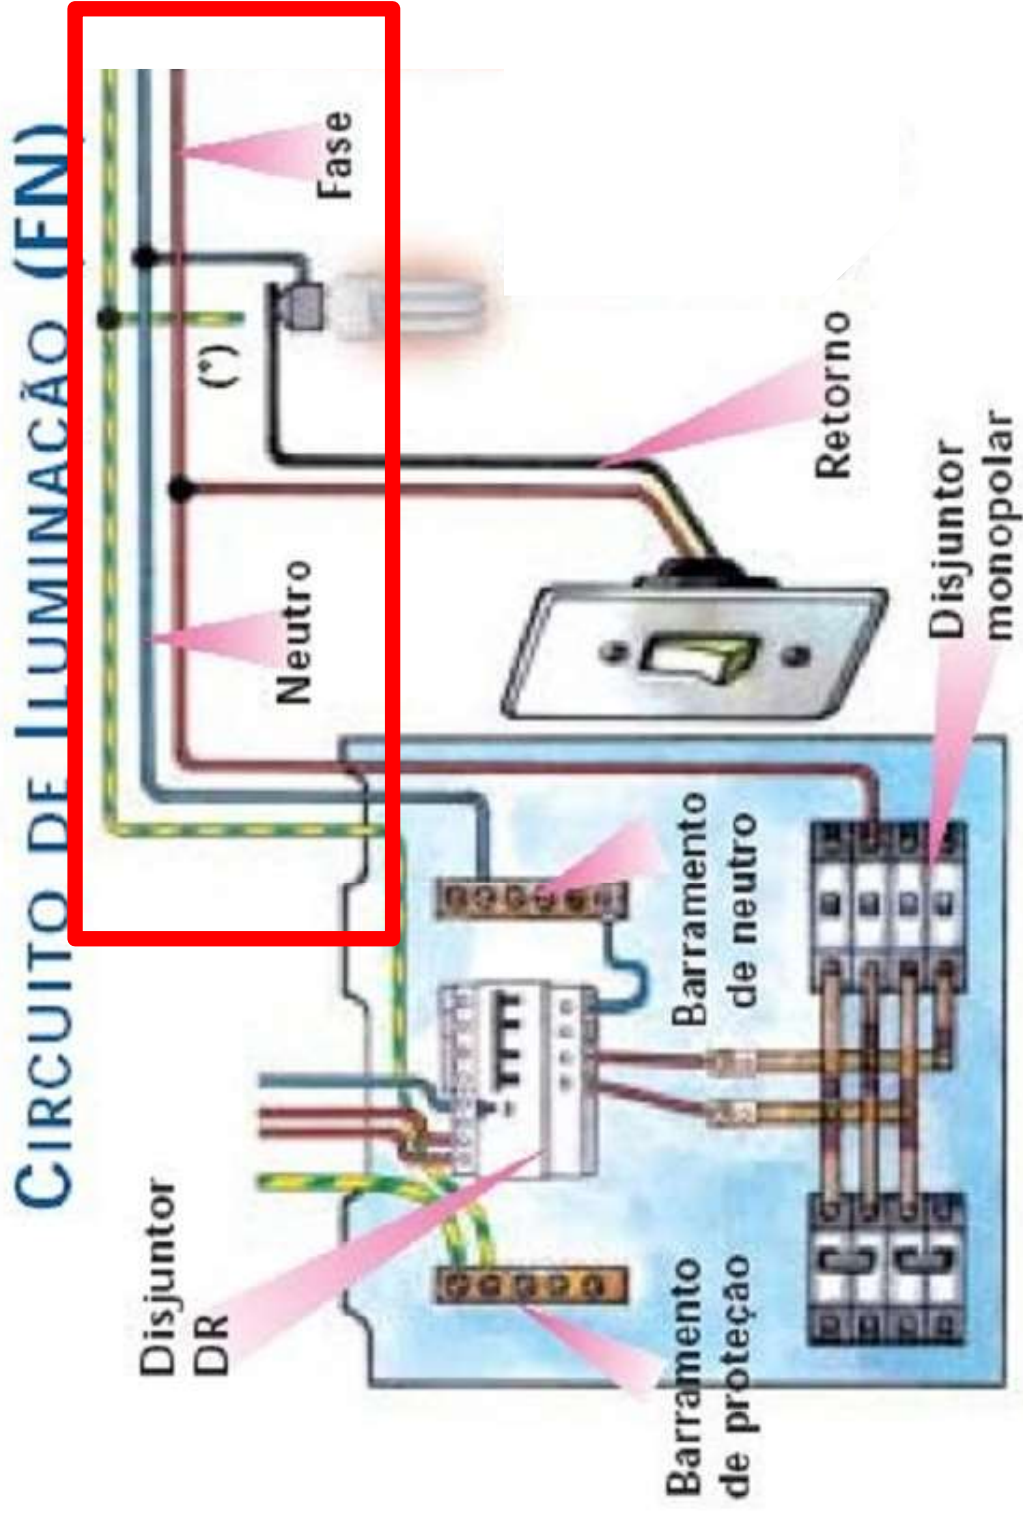 CIRCUITO DE ILUMINAÇÃO (FN)
Disjuntor
DR
Neutro
(*)
Fase
Retorno
Barramento
de proteção
Barramento
de neutro
Disjuntor
monopolar